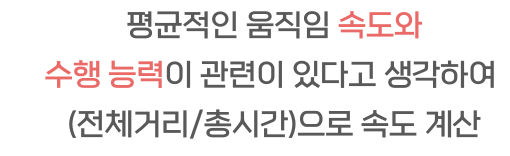 평균적인 움직임 속도와
수행 능력이 관련이 있다고 생각하여
(전체거리/총시간)으로 속도 계산